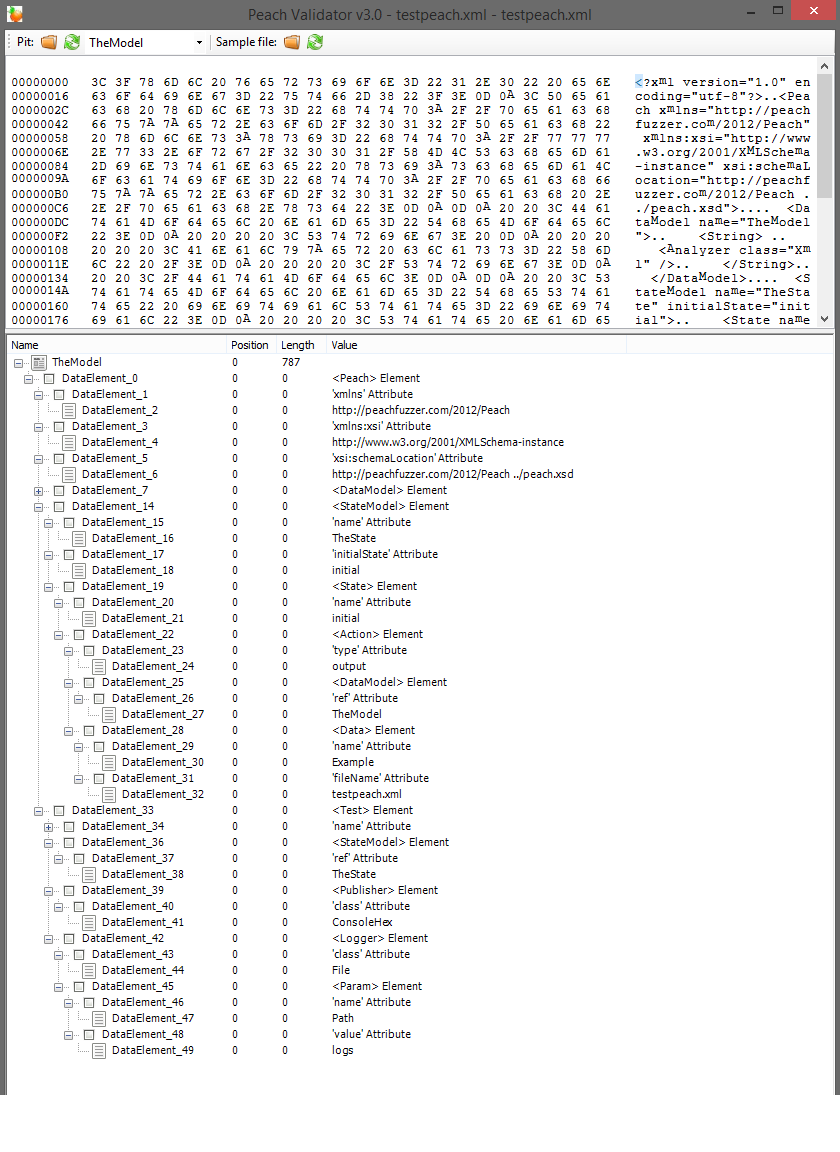 Peach Validator v3.0 - testpeach.xml - testpeach.xml
Pit: TheModel Sample file:
00000000 3C 3F 78 6D 6C 20 76 65 72 73 69 6F 6E 3D 22 31 2E 30 22 20 65 6E <?xml version="1.0" en
00000016 63 6F 64 69 6E 67 3D 22 75 74 66 2D 38 22 3F 3E 0D 0A 3C 50 65 61 coding="utf-8"?>..<Pea
0000002C 63 68 20 78 6D 6C 6E 73 3D 22 68 74 74 70 3A 2F 2F 70 65 61 63 68 ch xmlns="http://peach
00000042 66 75 7A 7A 65 72 2E 63 6F 6D 2F 32 30 31 32 2F 50 65 61 63 68 22 fuzzer.com/2012/Peach"
00000058 20 78 6D 6C 6E 73 3A 78 73 69 3D 22 68 74 74 70 3A 2F 2F 77 77 77 xmlns:xsi="http://www
0000006E 2E 77 33 2E 6F 72 67 2F 32 30 30 31 2F 58 4D 4C 53 63 68 65 6D 61 .w3.org/2001/XMLSchema
00000084 2D 69 6E 73 74 61 6E 63 65 22 20 78 73 69 3A 73 63 68 65 6D 61 4C -instance" xsi:schemaL
0000009A 6F 63 61 74 69 6F 6E 3D 22 68 74 74 70 3A 2F 2F 70 65 61 63 68 66 ocation="http://peachf
000000B0 75 7A 7A 65 72 2E 63 6F 6D 2F 32 30 31 32 2F 50 65 61 63 68 20 2E uzzer.com/2012/Peach .
000000C6 2E 2F 70 65 61 63 68 2E 78 73 64 22 3E 0D 0A 0D 0A 20 20 3C 44 61 ./peach.xsd">.... <Da
000000DC 74 61 4D 6F 64 65 6C 20 6E 61 6D 65 3D 22 54 68 65 4D 6F 64 65 6C taModel name="TheModel
000000F2 22 3E 0D 0A 20 20 20 20 3C 53 74 72 69 6E 67 3E 20 0D 0A 20 20 20 ">.. <String> ..
00000108 20 20 20 3C 41 6E 61 6C 79 7A 65 72 20 63 6C 61 73 73 3D 22 58 6D <Analyzer class="Xm
0000011E 6C 22 20 2F 3E 0D 0A 20 20 20 20 3C 2F 53 74 72 69 6E 67 3E 0D 0A l" />.. </String>..
00000134 20 20 3C 2F 44 61 74 61 4D 6F 64 65 6C 3E 0D 0A 0D 0A 20 20 3C 53 </DataModel>.... <S
0000014A 74 61 74 65 4D 6F 64 65 6C 20 6E 61 6D 65 3D 22 54 68 65 53 74 61 tateModel name="TheSta
00000160 74 65 22 20 69 6E 69 74 69 61 6C 53 74 61 74 65 3D 22 69 6E 69 74 te" initialState="init
00000176 69 61 6C 22 3E 0D 0A 20 20 20 20 3C 53 74 61 74 65 20 6E 61 6D 65 ial">.. <State name
Name Position Length Value
TheModel 0 787
DataElement_0 0 0 <Peach> Element
DataElement_1 0 0 'xmlns' Attribute
DataElement_2 0 0 http://peachfuzzer.com/2012/Peach
DataElement_3 0 0 'xmlns:xsi' Attribute
DataElement_4 0 0 http://www.w3.org/2001/XMLSchema-instance
DataElement_5 0 0 'xsi:schemaLocation' Attribute
DataElement_6 0 0 http://peachfuzzer.com/2012/Peach ../peach.xsd
DataElement_7 0 0 <DataModel> Element
DataElement_14 0 0 <StateModel> Element
DataElement_15 0 0 'name' Attribute
DataElement_16 0 0 TheState
DataElement_17 0 0 'initialState' Attribute
DataElement_18 0 0 initial
DataElement_19 0 0 <State> Element
DataElement_20 0 0 'name' Attribute
DataElement_21 0 0 initial
DataElement_22 0 0 <Action> Element
DataElement_23 0 0 'type' Attribute
DataElement_24 0 0 output
DataElement_25 0 0 <DataModel> Element
DataElement_26 0 0 'ref' Attribute
DataElement_27 0 0 TheModel
DataElement_28 0 0 <Data> Element
DataElement_29 0 0 'name' Attribute
DataElement_30 0 0 Example
DataElement_31 0 0 'fileName' Attribute
DataElement_32 0 0 testpeach.xml
DataElement_33 0 0 <Test> Element
DataElement_34 0 0 'name' Attribute
DataElement_36 0 0 <StateModel> Element
DataElement_37 0 0 'ref' Attribute
DataElement_38 0 0 TheState
DataElement_39 0 0 <Publisher> Element
DataElement_40 0 0 'class' Attribute
DataElement_41 0 0 ConsoleHex
DataElement_42 0 0 <Logger> Element
DataElement_43 0 0 'class' Attribute
DataElement_44 0 0 File
DataElement_45 0 0 <Param> Element
DataElement_46 0 0 'name' Attribute
DataElement_47 0 0 Path
DataElement_48 0 0 'value' Attribute
DataElement_49 0 0 logs